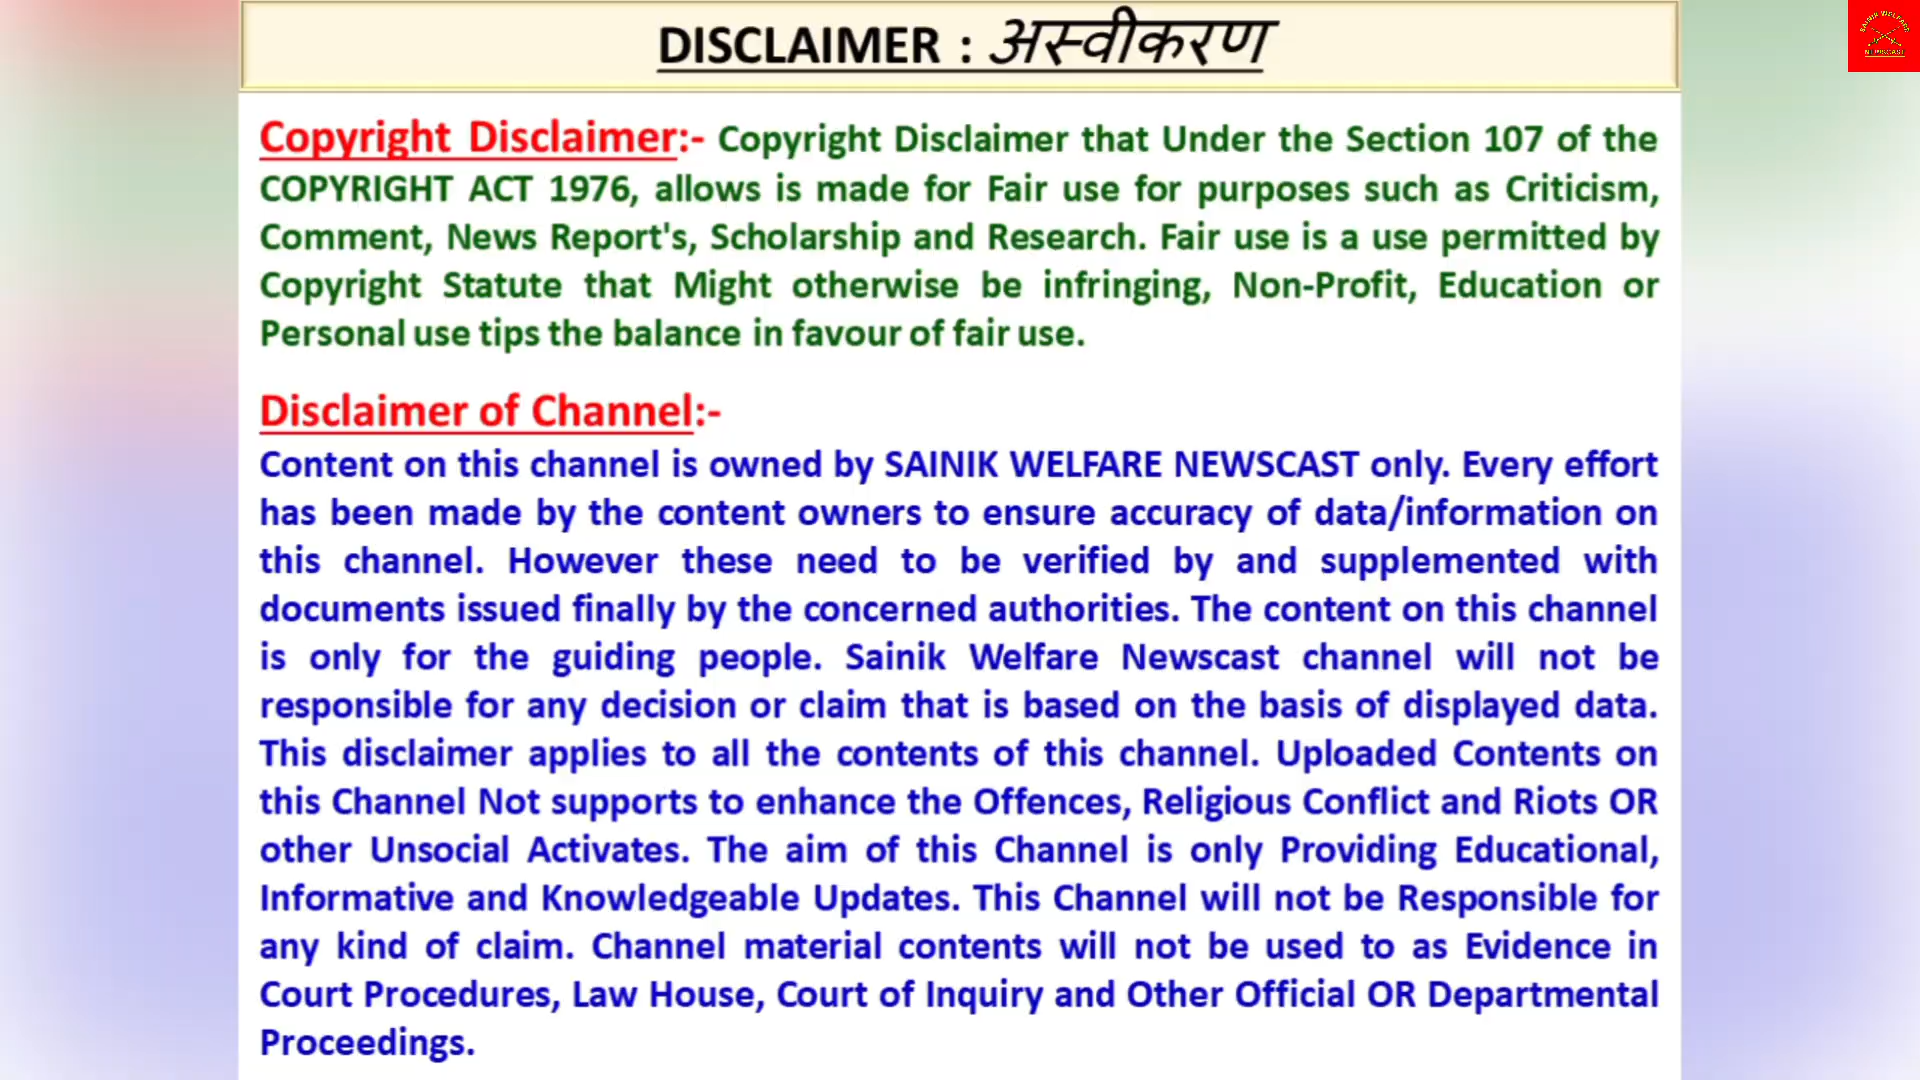 DISCLAIMER : अस्वीकरण
SAINIK WELFARE
NEWSCAST
Copyright Disclaimer:- Copyright Disclaimer that Under the Section 107 of the
COPYRIGHT ACT 1976, allows is made for Fair use for purposes such as Criticism,
Comment, News Report's, Scholarship and Research. Fair use is a use permitted by
Copyright Statute that Might otherwise be infringing, Non-Profit, Education or
Personal use tips the balance in favour of fair use.
Disclaimer of Channel:-
Content on this channel is owned by SAINIK WELFARE NEWSCAST only. Every effort
has been made by the content owners to ensure accuracy of data/information on
this channel. However these need to be verified by and supplemented with
documents issued finally by the concerned authorities. The content on this channel
is only for the guiding people. Sainik Welfare Newscast channel will not be
responsible for any decision or claim that is based on the basis of displayed data.
This disclaimer applies to all the contents of this channel. Uploaded Contents on
this Channel Not supports to enhance the Offences, Religious Conflict and Riots OR
other Unsocial Activates. The aim of this Channel is only Providing Educational,
Informative and Knowledgeable Updates. This Channel will not be Responsible for
any kind of claim. Channel material contents will not be used to as Evidence in
Court Procedures, Law House, Court of Inquiry and Other Official OR Departmental
Proceedings.